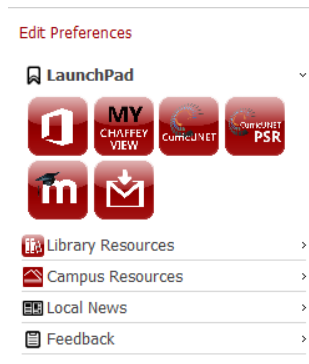 Edit Preferences
LaunchPad
MY
CHAFFEY
VIEW
CurricUNET
CurricUNET
PSR
m
Library Resources
Campus Resources
Local News
Feedback